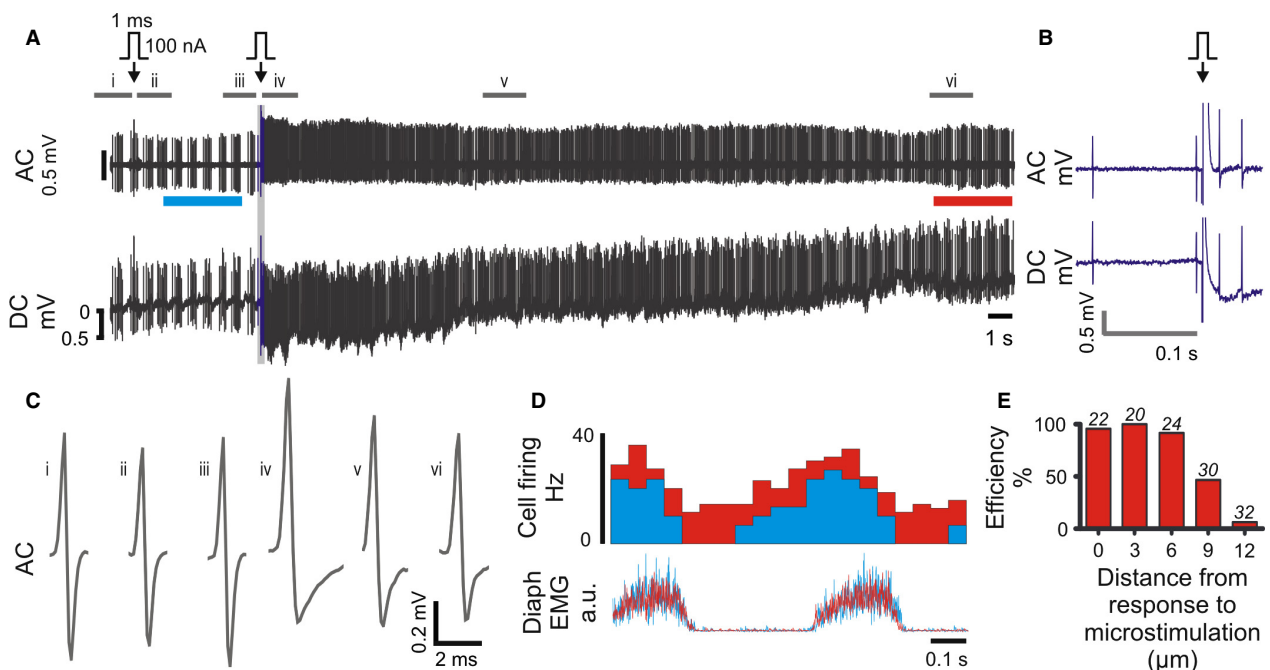 A
1 ms
100 nA
i
ii
iii
iv
v
vi
AC
0.5 mV
DC
mV
0
0.5
1 s
B
AC
mV
DC
mV
0.5 mV
0.1 s
C
i
ii
iii
iv
v
vi
AC
0.2 mV
2 ms
D
40
Cell firing
Hz
0
Diaph
EMG
a.u.
0.1 s
E
Efficiency
%
100
50
0
22
20
24
30
32
0
3
6
9
12
Distance from
response to
microstimulation
(µm)